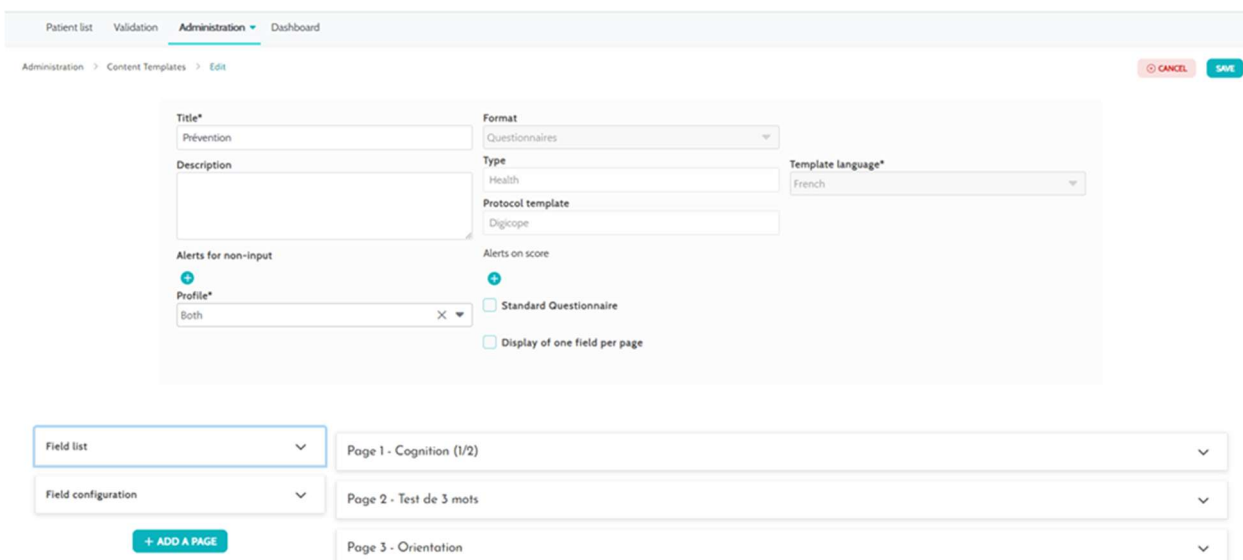 Patient list Validation Administration Dashboard
Administration > Content Templates > Edit
CANCEL SAVE
Title* Format
Prévention Questionnaires
Description Type Template language*
Health French
Protocol template
Digicope
Alerts for non-input Alerts on score
Profile* Standard Questionnaire
Both
Display of one field per page
Field list Page 1 - Cognition (1/2)
Field configuration Page 2 - Test de 3 mots
+ ADD A PAGE Page 3 - Orientation